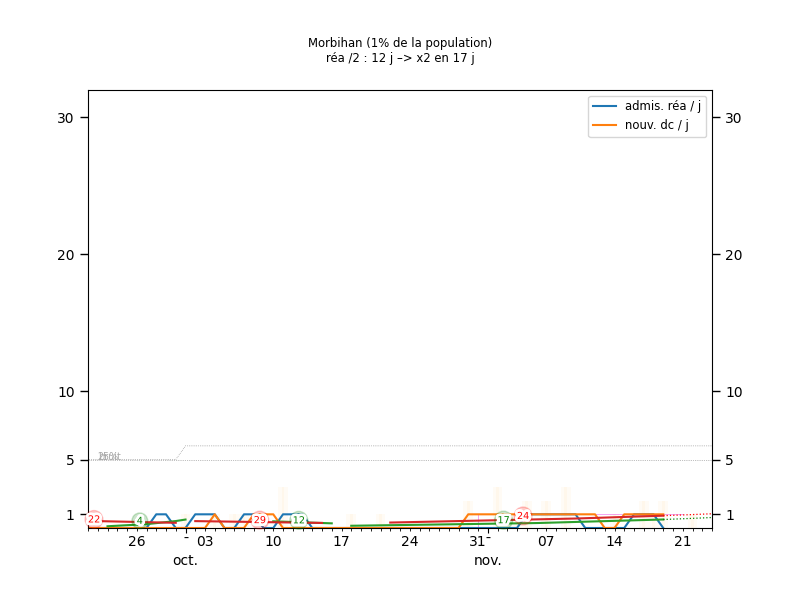 Morbihan (1% de la population)
réa /2 : 12 j –> x2 en 17 j
admis. réa / j
nouv. dc / j
30 30
20 20
10 10
5 5
1 1
22 4 29 12 17 24
26 - 03 10 17 24 31 07 14 21
oct. nov.